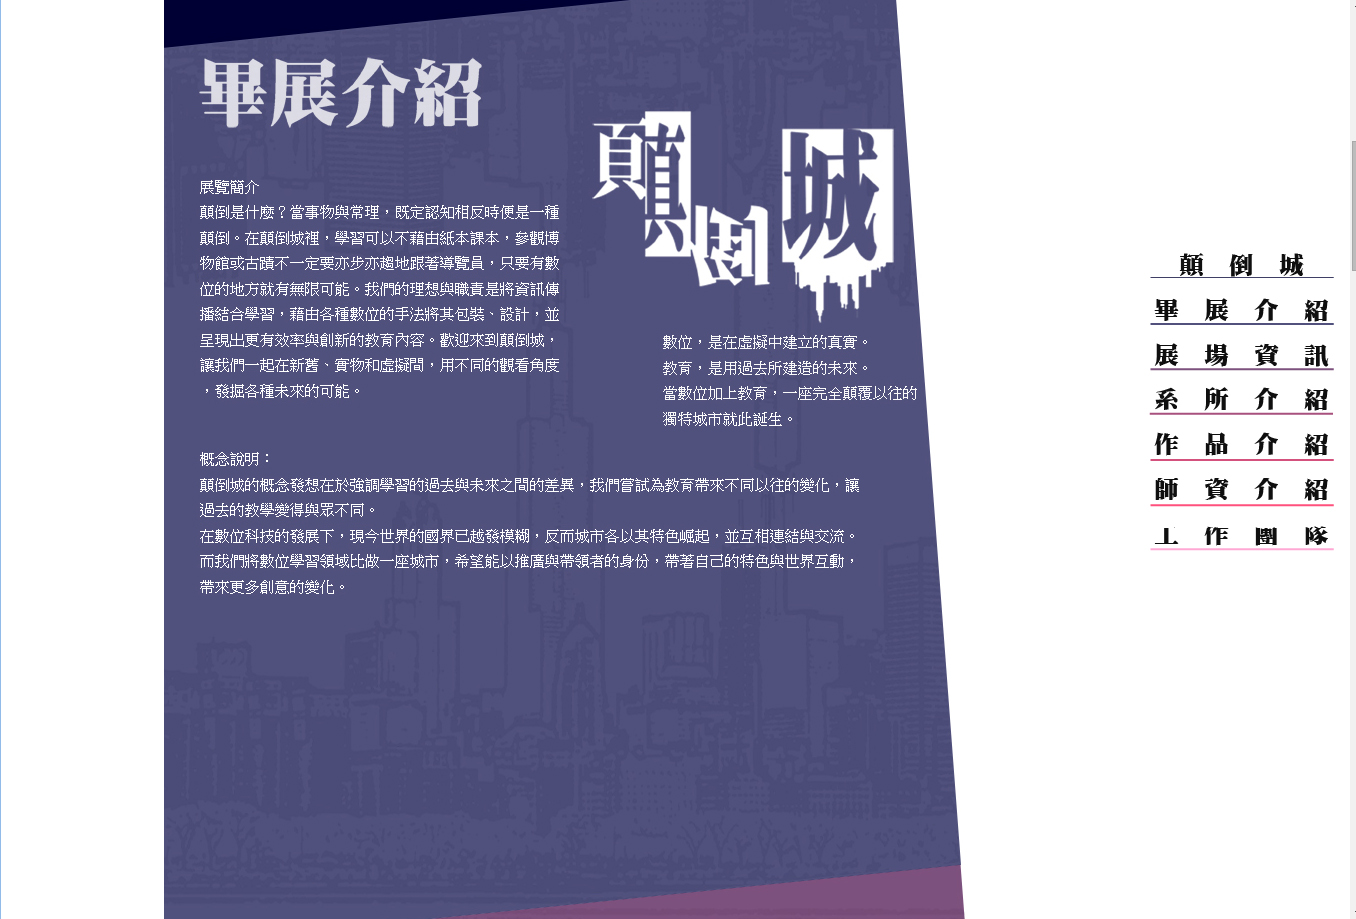 畢展介紹
顛倒城
展覽簡介
顛倒是什麼？當事物與常理，既定認知相反時便是一種
顛倒。在顛倒城裡，學習可以不藉由紙本課本，參觀博
物館或古蹟不一定要亦步亦趨地跟著導覽員，只要有數
位的地方就有無限可能。我們的理想與職責是將資訊傳
播結合學習，藉由各種數位的手法將其包裝、設計，並
呈現出更有效率與創新的教育內容。歡迎來到顛倒城，
讓我們一起在新舊、實物和虛擬間，用不同的觀看角度
，發掘各種未來的可能。
數位，是在虛擬中建立的真實。
教育，是用過去所建造的未來。
當數位加上教育，一座完全顛覆以往的
獨特城市就此誕生。
概念說明：
顛倒城的概念發想在於強調學習的過去與未來之間的差異，我們嘗試為教育帶來不同以往的變化，讓
過去的教學變得與眾不同。
在數位科技的發展下，現今世界的國界已越發模糊，反而城市各以其特色崛起，並互相連結與交流。
而我們將數位學習領域比做一座城市，希望能以推廣與帶領者的身份，帶著自己的特色與世界互動，
帶來更多創意的變化。
顛倒城
畢展介紹
展場資訊
系所介紹
作品介紹
師資介紹
工作團隊